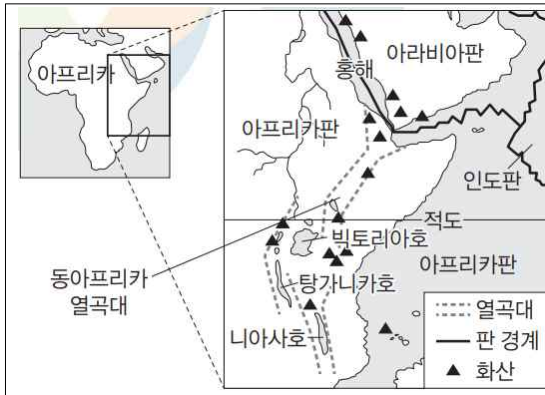 아프리카
아라비아판
홍해
아프리카판
인도판
적도
빅토리아호
동아프리카
열곡대
탕가니카호
아프리카판
니아사호
열곡대
판 경계
화산